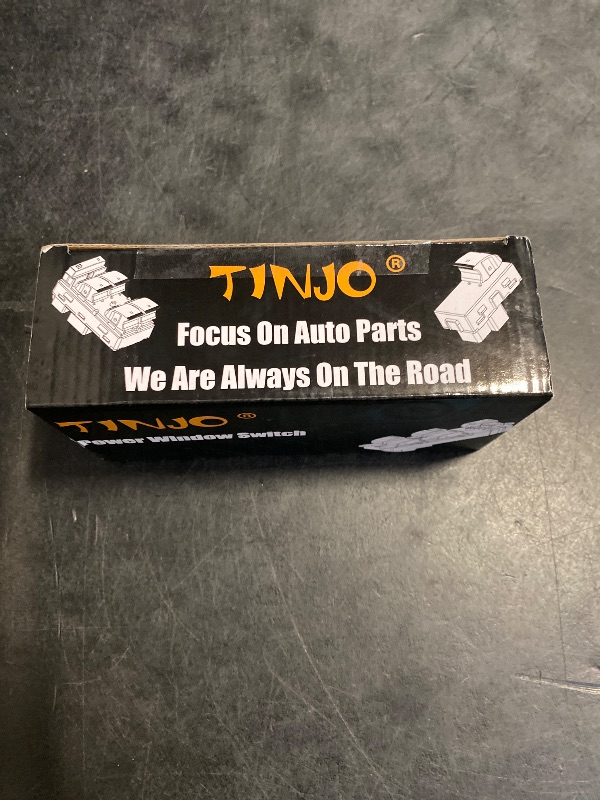 TINJO ®
Focus On Auto Parts
We Are Always On The Road
TINJO ®
Power Window Switch